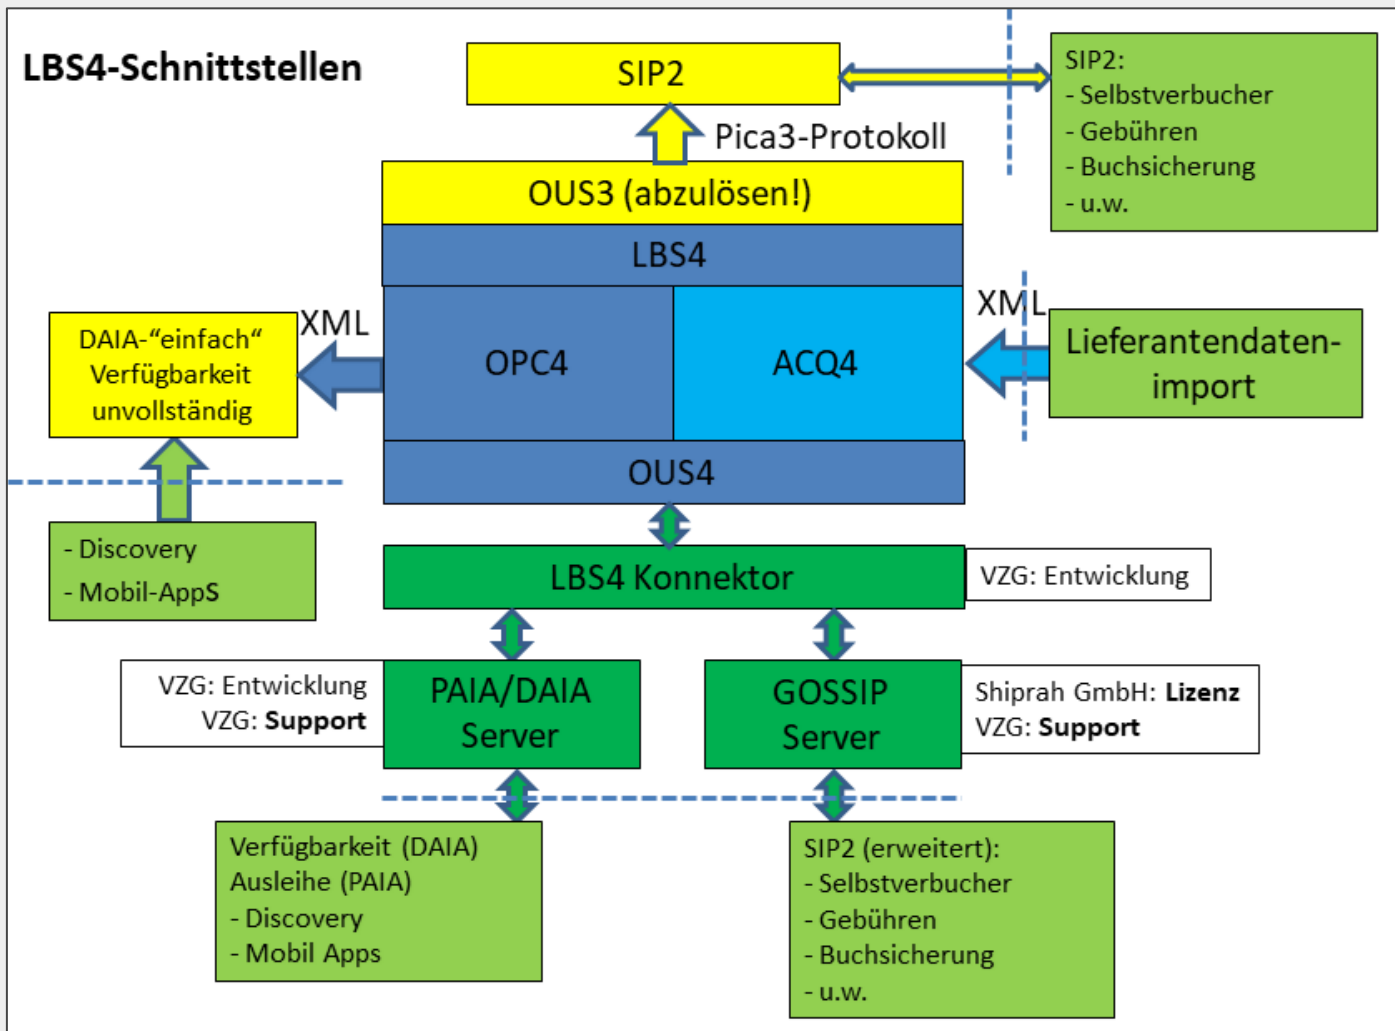 LBS4-Schnittstellen
SIP2
SIP2:
- Selbstverbucher
- Gebühren
- Buchsicherung
- u.w.
Pica3-Protokoll
OUS3 (abzulösen!)
LBS4
XML
DAIA-“einfach“
Verfügbarkeit
unvollständig
OPC4
ACQ4
XML
Lieferantendaten-
import
OUS4
- Discovery
- Mobil-AppS
LBS4 Konnektor
VZG: Entwicklung
VZG: Entwicklung
VZG: Support
PAIA/DAIA
Server
GOSSIP
Server
Shiprah GmbH: Lizenz
VZG: Support
Verfügbarkeit (DAIA)
Ausleihe (PAIA)
- Discovery
- Mobil Apps
SIP2 (erweitert):
- Selbstverbucher
- Gebühren
- Buchsicherung
- u.w.